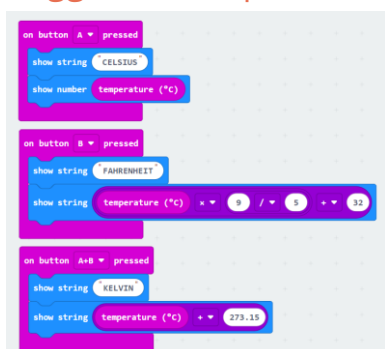 on button A pressed
show string "CELSIUS"
show number temperature (°C)
on button B pressed
show string "FAHRENHEIT"
show string temperature (°C) × 9 / 5 + 32
on button A+B pressed
show string "KELVIN"
show string temperature (°C) + 273.15